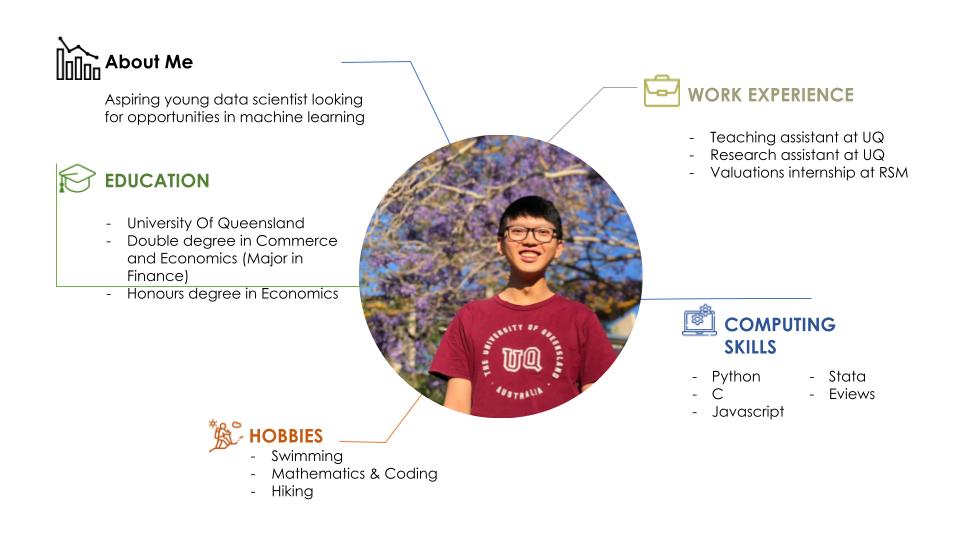 About Me
Aspiring young data scientist looking
for opportunities in machine learning
EDUCATION
- University Of Queensland
- Double degree in Commerce
and Economics (Major in
Finance)
- Honours degree in Economics
WORK EXPERIENCE
- Teaching assistant at UQ
- Research assistant at UQ
- Valuations internship at RSM
THE UNIVERSITY OF QUEENSLAND
UQ
· AUSTRALIA ·
COMPUTING
SKILLS
- Python
- C
- Javascript
- Stata
- Eviews
HOBBIES
- Swimming
- Mathematics & Coding
- Hiking